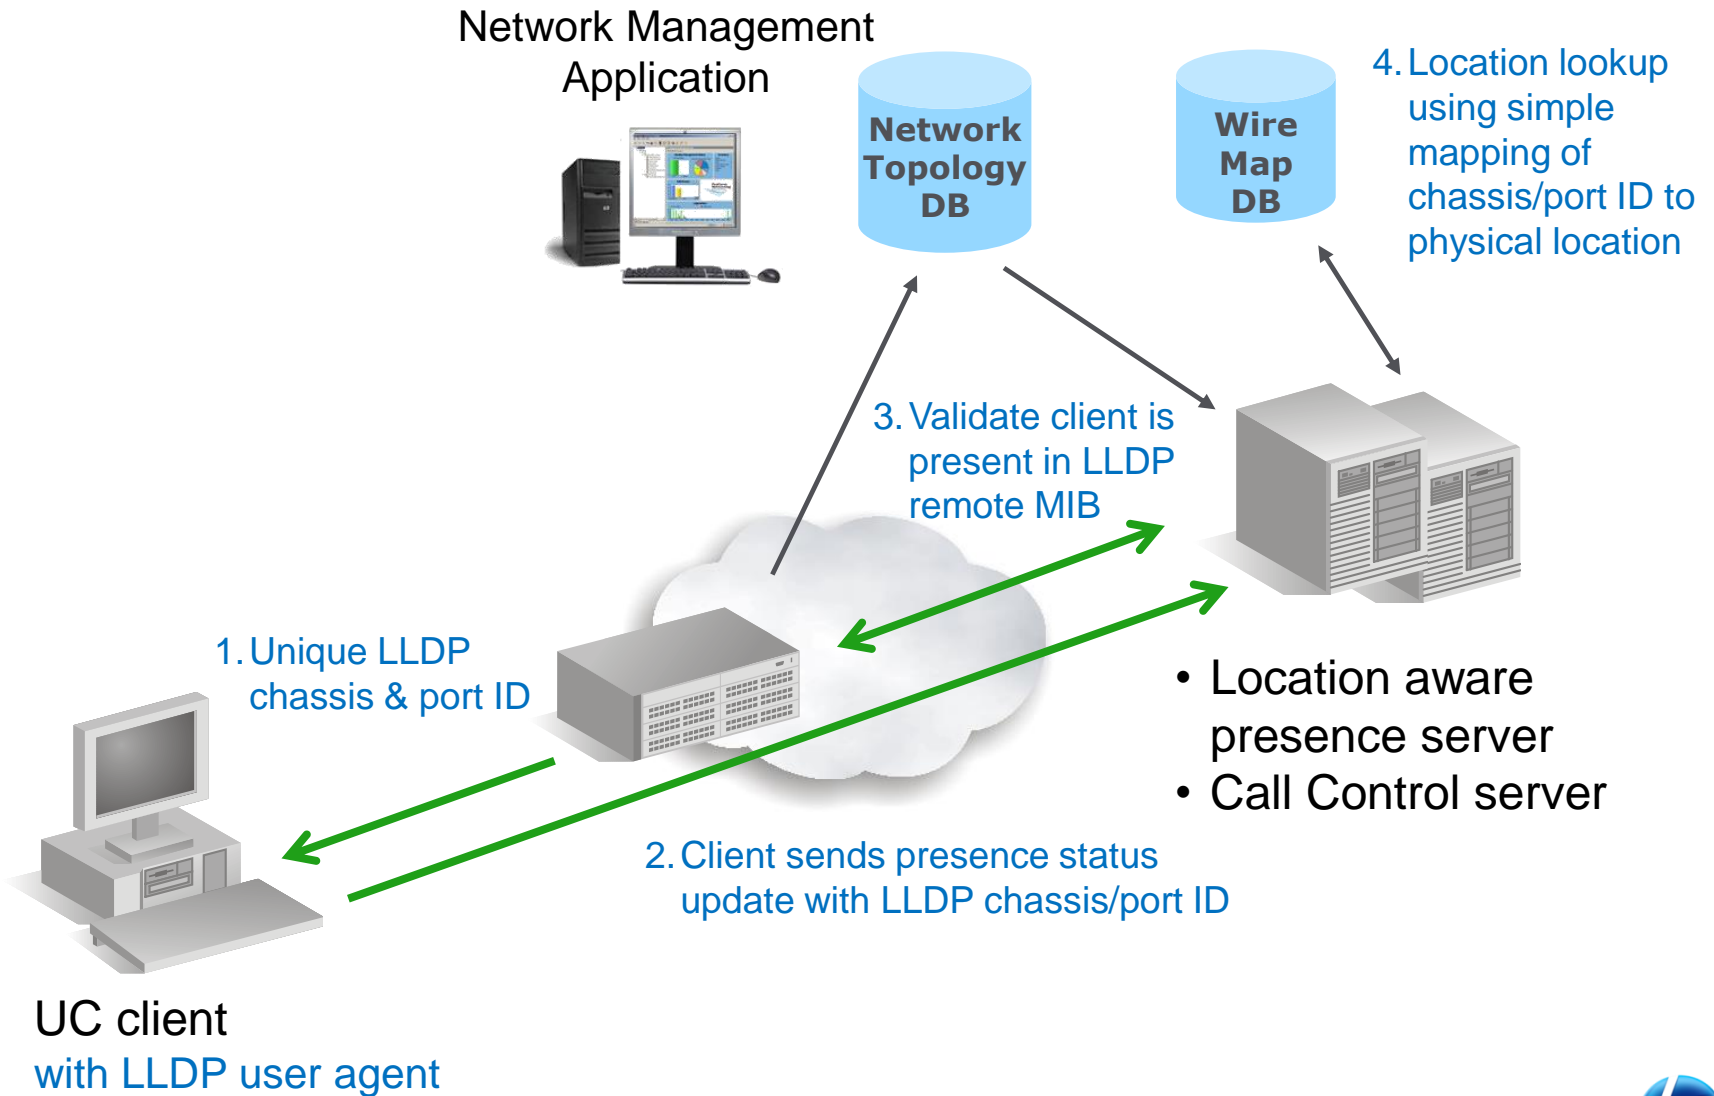 Network Management
Application
Network
Topology
DB
Wire
Map
DB
4. Location lookup
using simple
mapping of
chassis/port ID to
physical location
3. Validate client is
present in LLDP
remote MIB
1. Unique LLDP
chassis & port ID
• Location aware
presence server
• Call Control server
2. Client sends presence status
update with LLDP chassis/port ID
UC client
with LLDP user agent